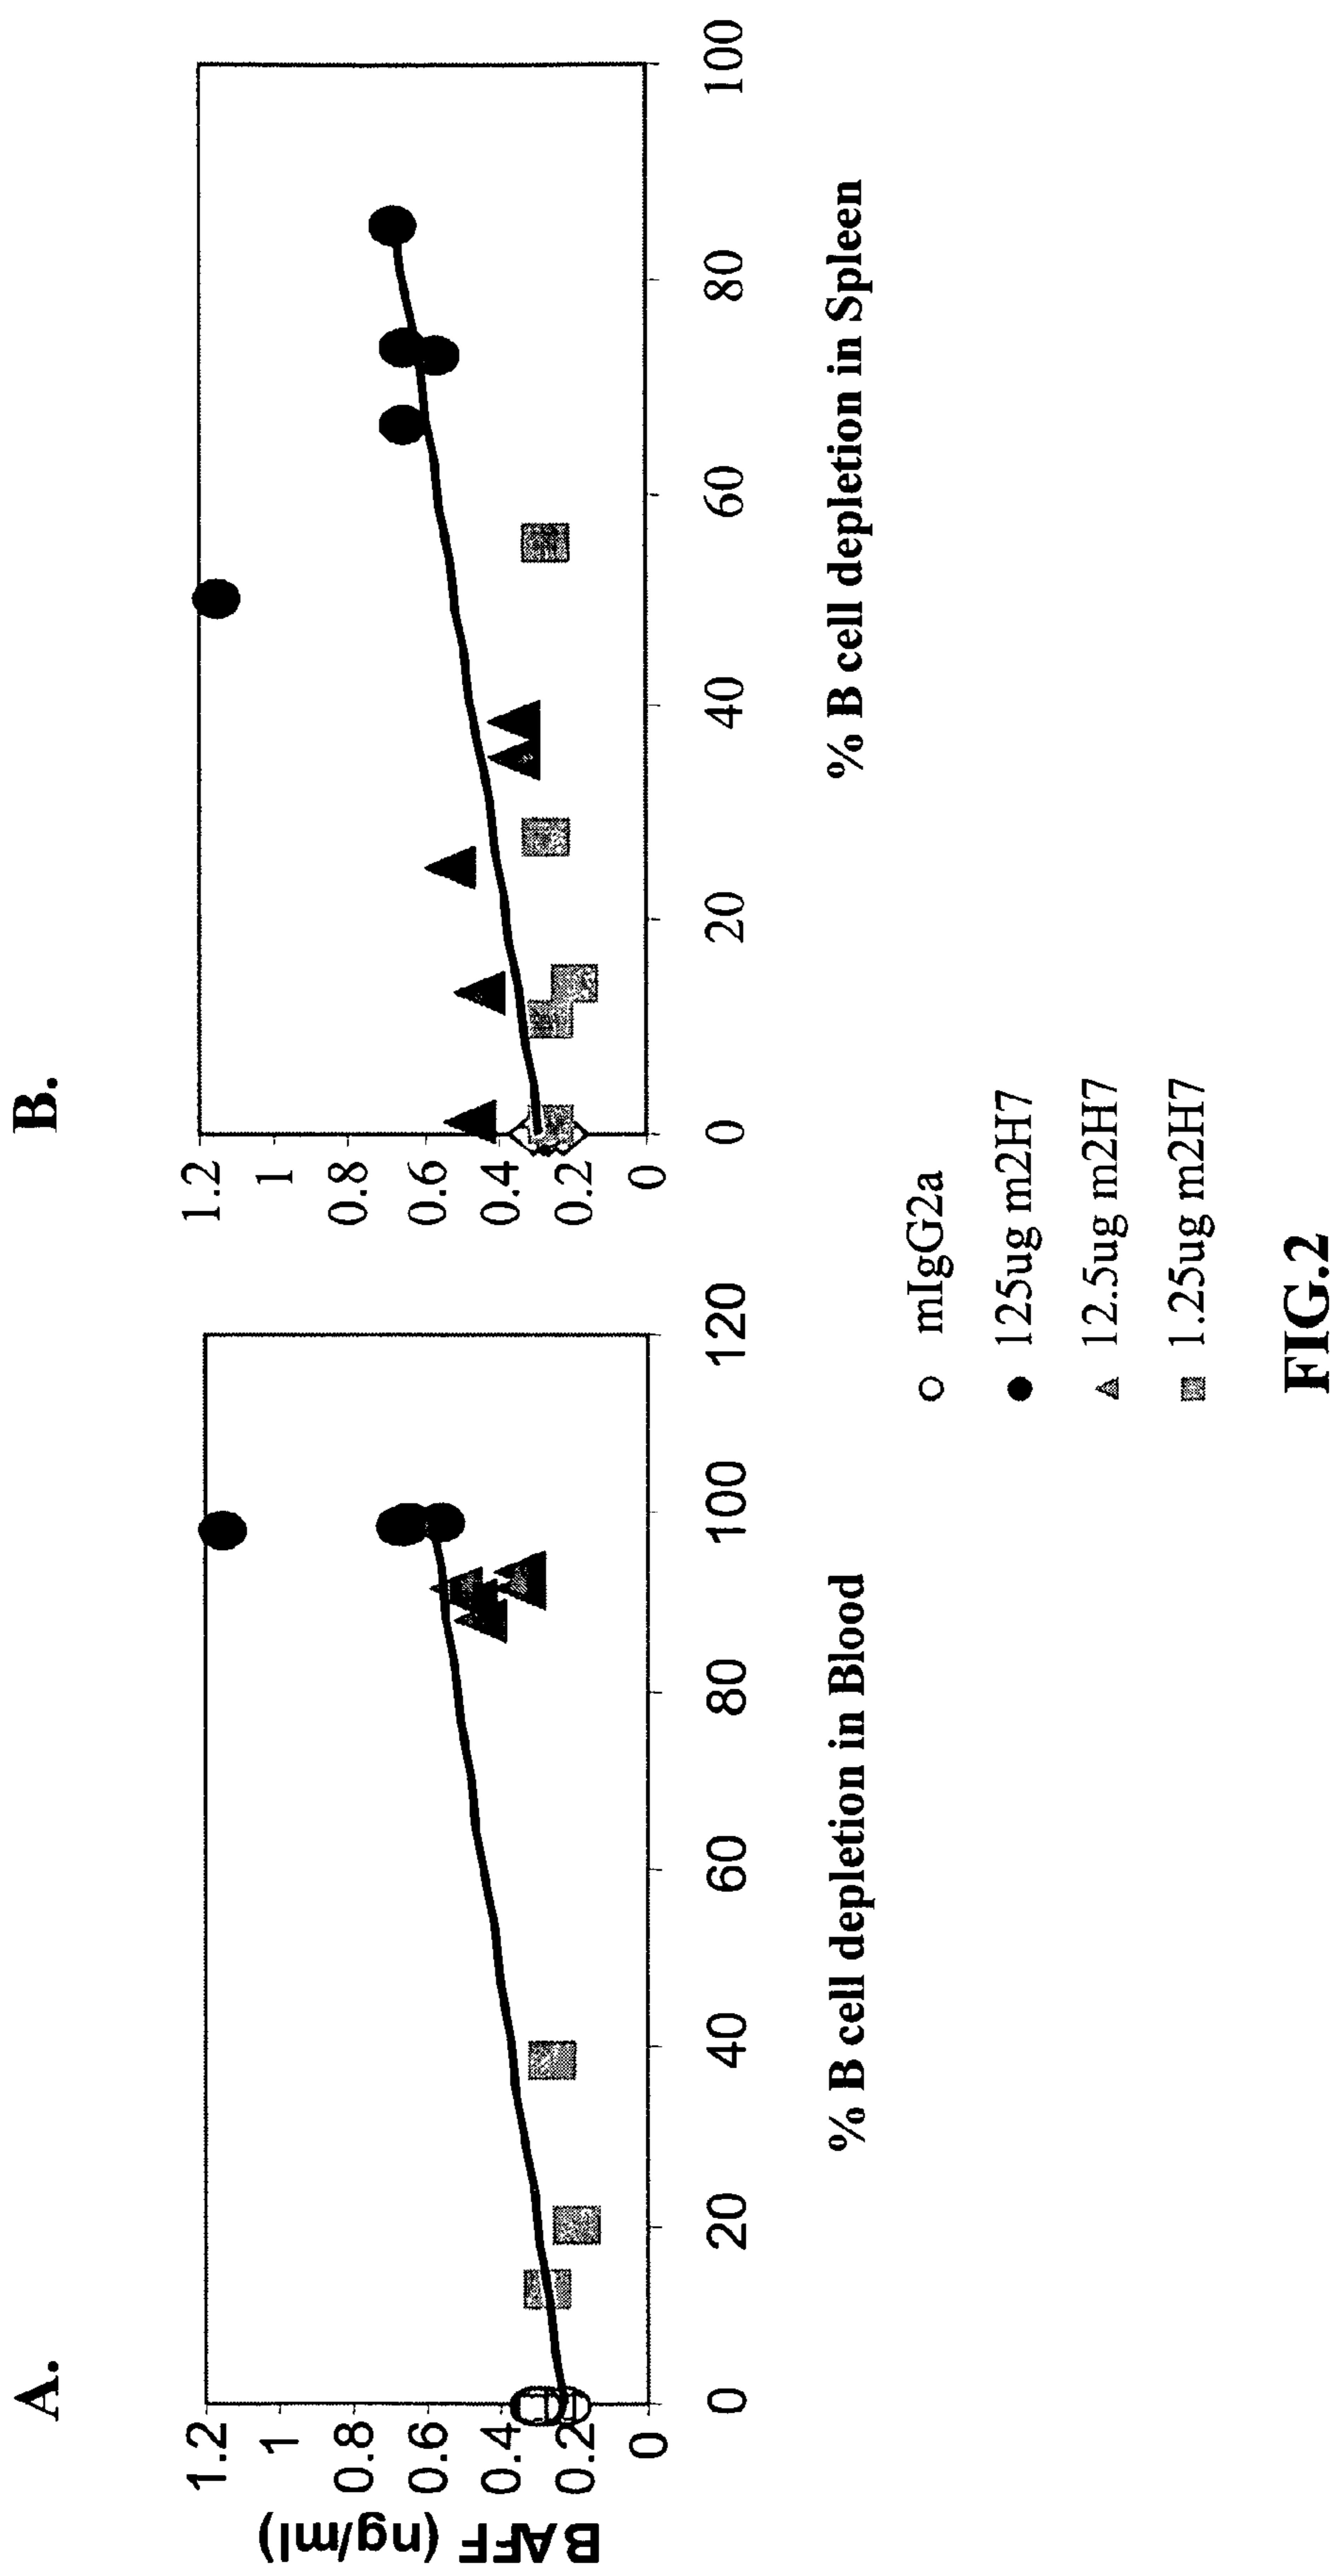 A.
BAFF (ng/ml)
1.2
1
0.8
0.6
0.4
0.2
0
0 20 40 60 80 100 120
% B cell depletion in Blood
B.
1.2
1
0.8
0.6
0.4
0.2
0
0 20 40 60 80 100
% B cell depletion in Spleen
mIgG2a
125ug m2H7
12.5ug m2H7
1.25ug m2H7
FIG.2